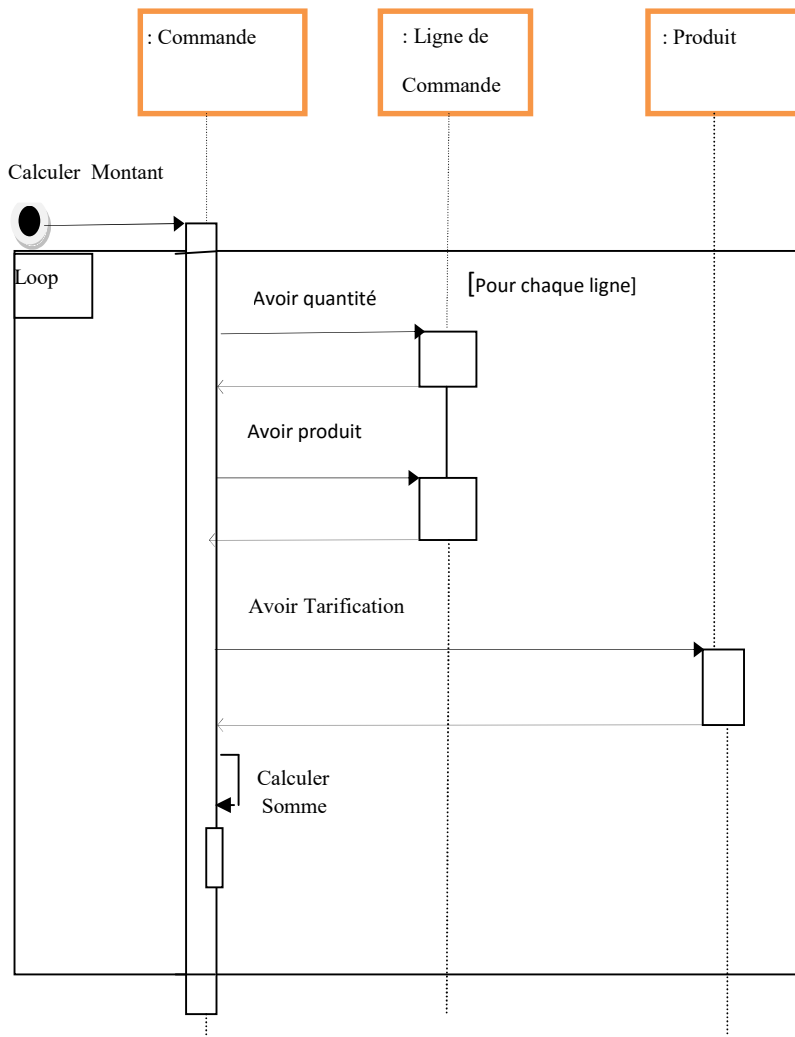 : Commande
: Ligne de
Commande
: Produit
Calculer Montant
Loop
[Pour chaque ligne]
Avoir quantité
Avoir produit
Avoir Tarification
Calculer
Somme